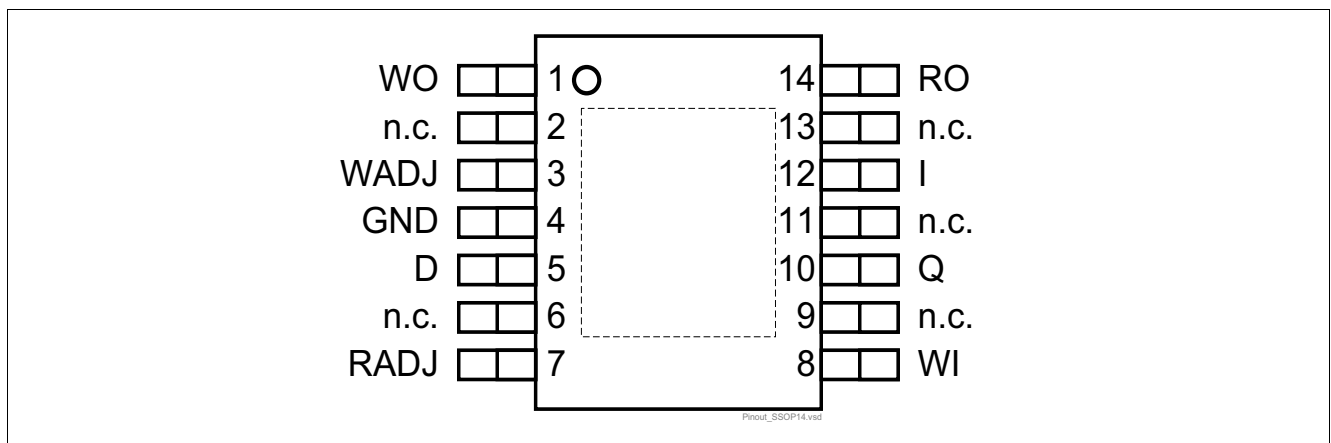 WO 1 14 RO
n.c. 2 13 n.c.
WADJ 3 12 I
GND 4 11 n.c.
D 5 10 Q
n.c. 6 9 n.c.
RADJ 7 8 WI
Pinout_SSOP14.vsd